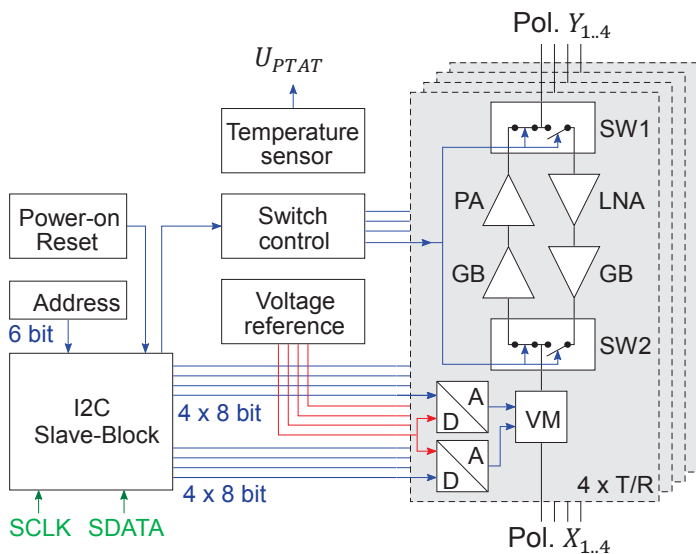 Pol. Y1..4
UPTAT
Temperature
sensor
SW1
Power-on
Reset
Switch
control
PA
LNA
Address
Voltage
reference
GB
GB
6 bit
SW2
I2C
Slave-Block
4 x 8 bit
A
D
VM
A
D
4 x 8 bit
4 x T/R
SCLK
SDATA
Pol. X1..4